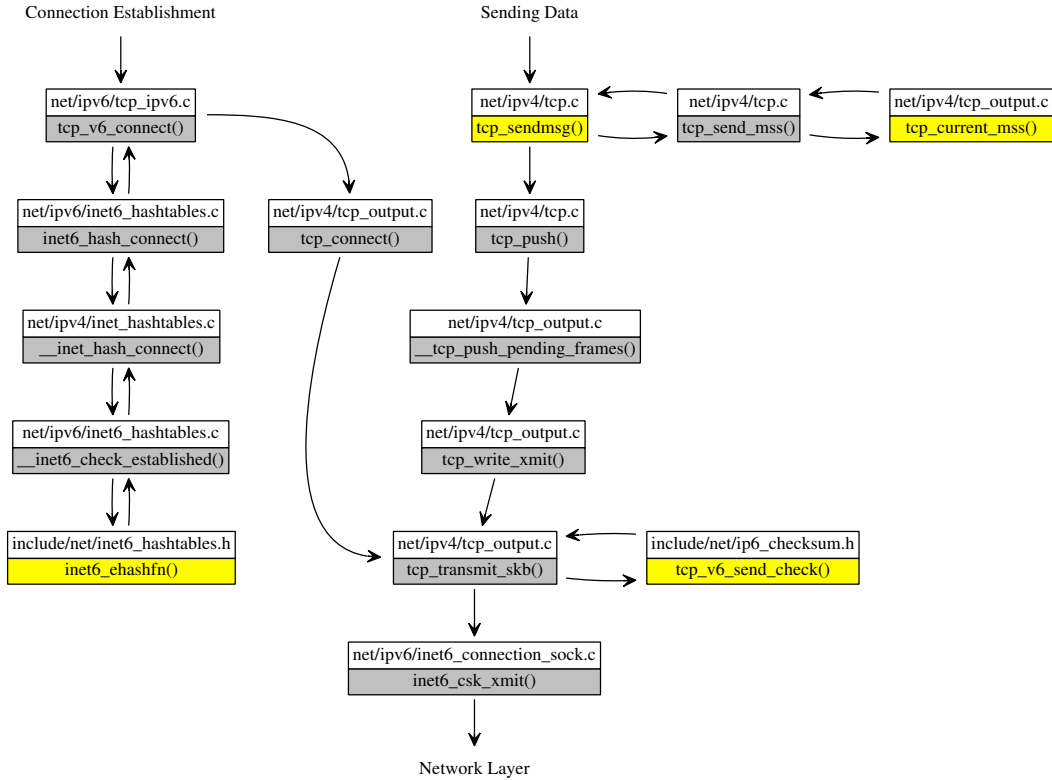 Connection Establishment
Sending Data
net/ipv6/tcp_ipv6.c
tcp_v6_connect()
net/ipv4/tcp.c
tcp_sendmsg()
net/ipv4/tcp.c
tcp_send_mss()
net/ipv4/tcp_output.c
tcp_current_mss()
net/ipv6/inet6_hashtables.c
inet6_hash_connect()
net/ipv4/tcp_output.c
tcp_connect()
net/ipv4/tcp.c
tcp_push()
net/ipv4/inet_hashtables.c
__inet_hash_connect()
net/ipv4/tcp_output.c
__tcp_push_pending_frames()
net/ipv6/inet6_hashtables.c
__inet6_check_established()
net/ipv4/tcp_output.c
tcp_write_xmit()
include/net/inet6_hashtables.h
inet6_ehashfn()
net/ipv4/tcp_output.c
tcp_transmit_skb()
include/net/ip6_checksum.h
tcp_v6_send_check()
net/ipv6/inet6_connection_sock.c
inet6_csk_xmit()
Network Layer